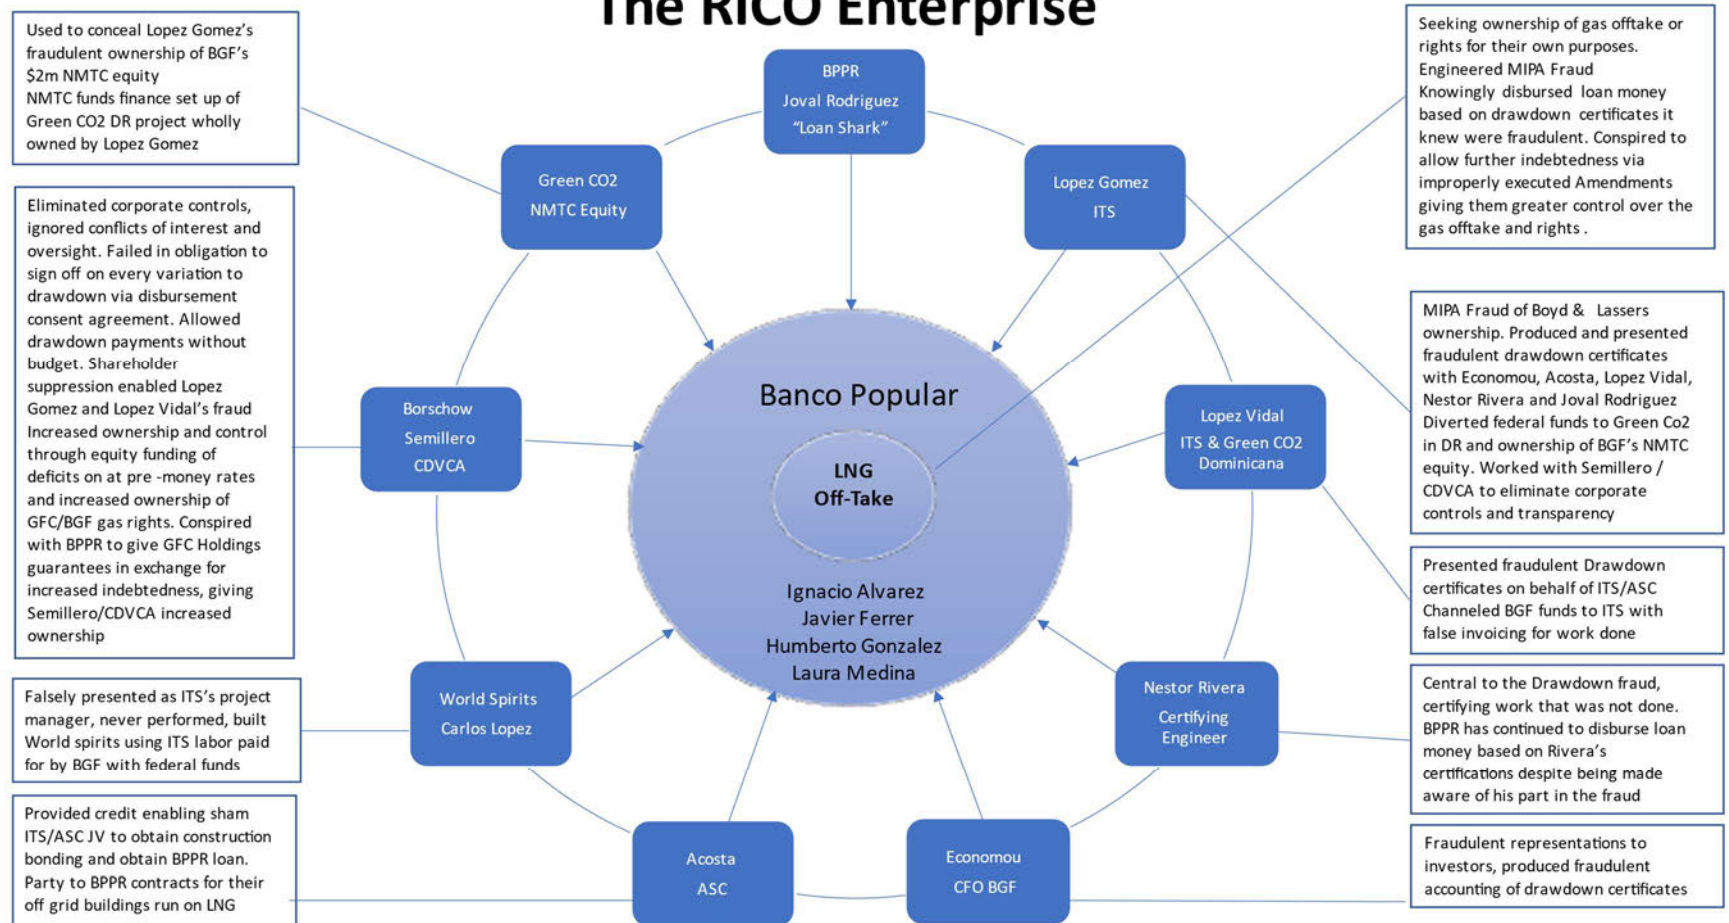 The RICO Enterprise
Used to conceal Lopez Gomez's
fraudulent ownership of BGF's
$2m NMTC equity
NMTC funds finance set up of
Green CO2 DR project wholly
owned by Lopez Gomez
Eliminated corporate controls,
ignored conflicts of interest and
oversight. Failed in obligation to
sign off on every variation to
drawdown via disbursement
consent agreement. Allowed
drawdown payments without
budget. Shareholder
suppression enabled Lopez
Gomez and Lopez Vidal's fraud
Increased ownership and control
through equity funding of
deficits on at pre -money rates
and increased ownership of
GFC/BGF gas rights. Conspired
with BPPR to give GFC Holdings
guarantees in exchange for
increased indebtedness, giving
Semillero/CDVCA increased
ownership
Falsely presented as ITS's project
manager, never performed, built
World spirits using ITS labor paid
for by BGF with federal funds
Provided credit enabling sham
ITS/ASC JV to obtain construction
bonding and obtain BPPR loan.
Party to BPPR contracts for their
off grid buildings run on LNG
BPPR
Joval Rodriguez
"Loan Shark"
Green CO2
NMTC Equity
Lopez Gomez
ITS
Borschow
Semillero
CDVCA
Lopez Vidal
ITS & Green CO2
Dominicana
World Spirits
Carlos Lopez
Nestor Rivera
Certifying
Engineer
Acosta
ASC
Economou
CFO BGF
Banco Popular
LNG
Off-Take
Ignacio Alvarez
Javier Ferrer
Humberto Gonzalez
Laura Medina
Seeking ownership of gas offtake or
rights for their own purposes.
Engineered MIPA Fraud
Knowingly disbursed loan money
based on drawdown certificates it
knew were fraudulent. Conspired to
allow further indebtedness via
improperly executed Amendments
giving them greater control over the
gas offtake and rights .
MIPA Fraud of Boyd & Lassers
ownership. Produced and presented
fraudulent drawdown certificates
with Economou, Acosta, Lopez Vidal,
Nestor Rivera and Joval Rodriguez
Diverted federal funds to Green Co2
in DR and ownership of BGF's NMTC
equity. Worked with Semillero /
CDVCA to eliminate corporate
controls and transparency
Presented fraudulent Drawdown
certificates on behalf of ITS/ASC
Channeled BGF funds to ITS with
false invoicing for work done
Central to the Drawdown fraud,
certifying work that was not done.
BPPR has continued to disburse loan
money based on Rivera's
certifications despite being made
aware of his part in the fraud
Fraudulent representations to
investors, produced fraudulent
accounting of drawdown certificates